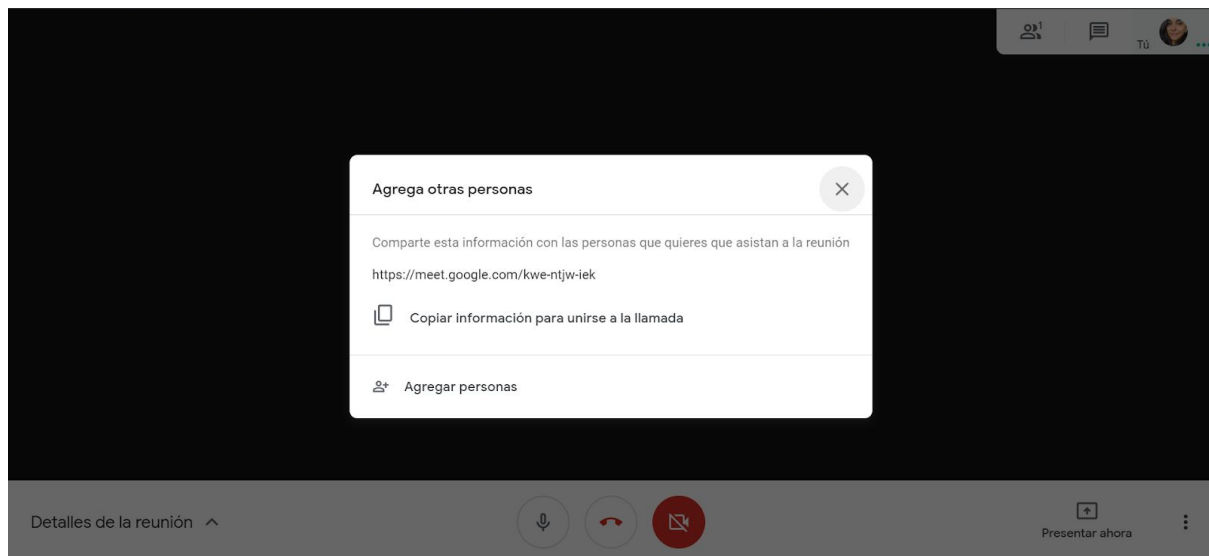 1
Tú
Agrega otras personas
Comparte esta información con las personas que quieres que asistan a la reunión
https://meet.google.com/kwe-ntjw-iek
Copiar información para unirse a la llamada
Agregar personas
Detalles de la reunión
Presentar ahora